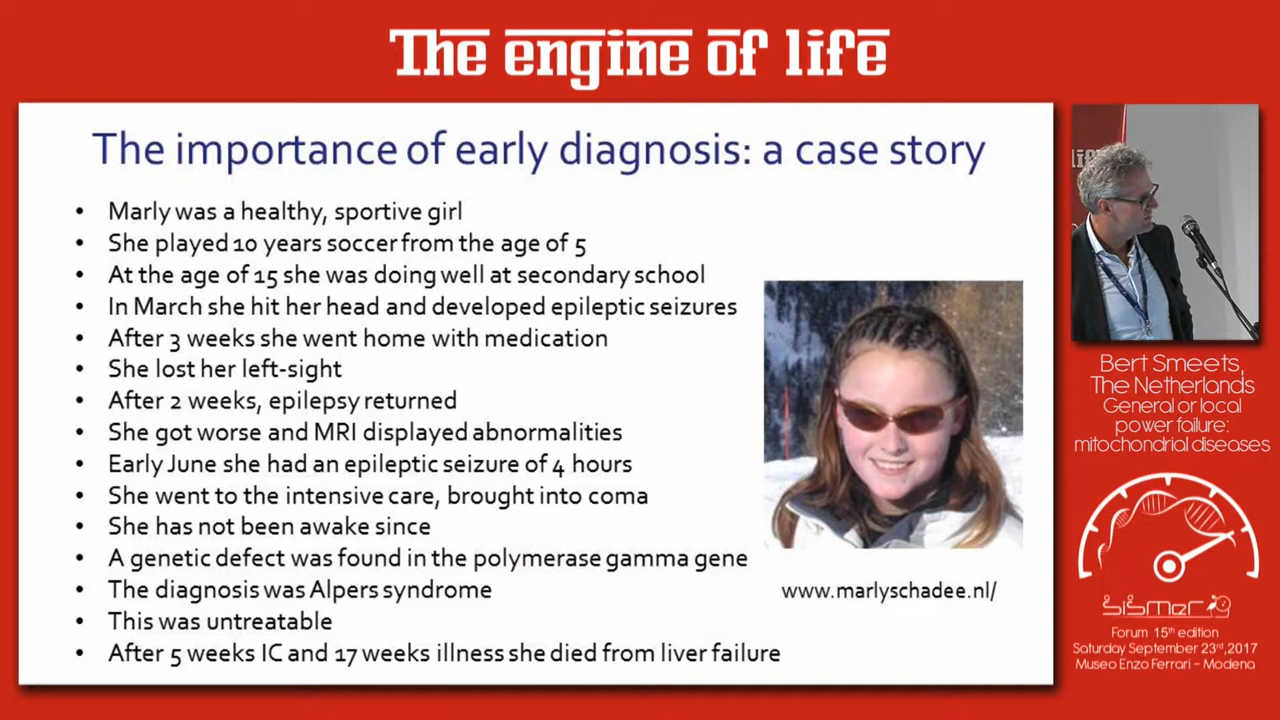 The engine of life
The importance of early diagnosis: a case story
• Marly was a healthy, sportive girl
• She played 10 years soccer from the age of 5
• At the age of 15 she was doing well at secondary school
• In March she hit her head and developed epileptic seizures
• After 3 weeks she went home with medication
• She lost her left-sight
• After 2 weeks, epilepsy returned
• She got worse and MRI displayed abnormalities
• Early June she had an epileptic seizure of 4 hours
• She went to the intensive care, brought into coma
• She has not been awake since
• A genetic defect was found in the polymerase gamma gene
• The diagnosis was Alpers syndrome
• This was untreatable
• After 5 weeks IC and 17 weeks illness she died from liver failure
www.marlyschadee.nl/
Bert Smeets,
The Netherlands
General or local
power failure:
mitochondrial diseases
sismer
Forum 15th edition
Saturday September 23rd,2017
Museo Enzo Ferrari - Modena